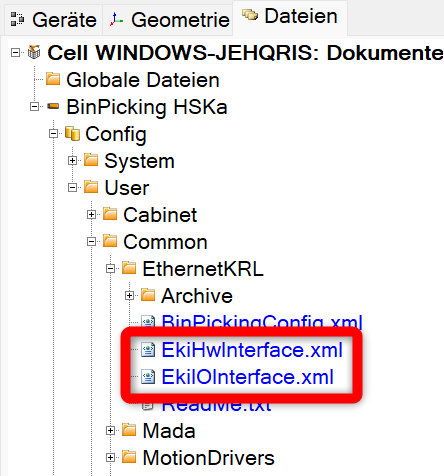 Geräte
Geometrie
Dateien
Cell WINDOWS-JEHQRIS: Dokumente
Globale Dateien
BinPicking HSKa
Config
System
User
Cabinet
Common
EthernetKRL
Archive
BinPickingConfig.xml
EkiHwInterface.xml
EkiIOInterface.xml
ReadMe.txt
Mada
MotionDrivers